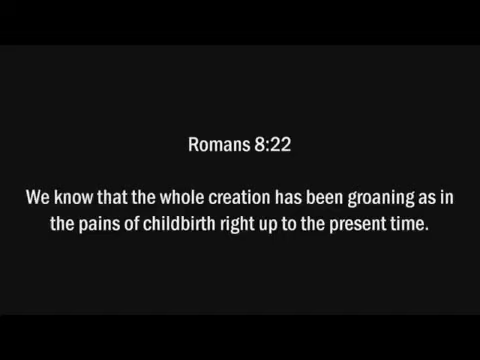 Romans 8:22
We know that the whole creation has been groaning as in
the pains of childbirth right up to the present time.